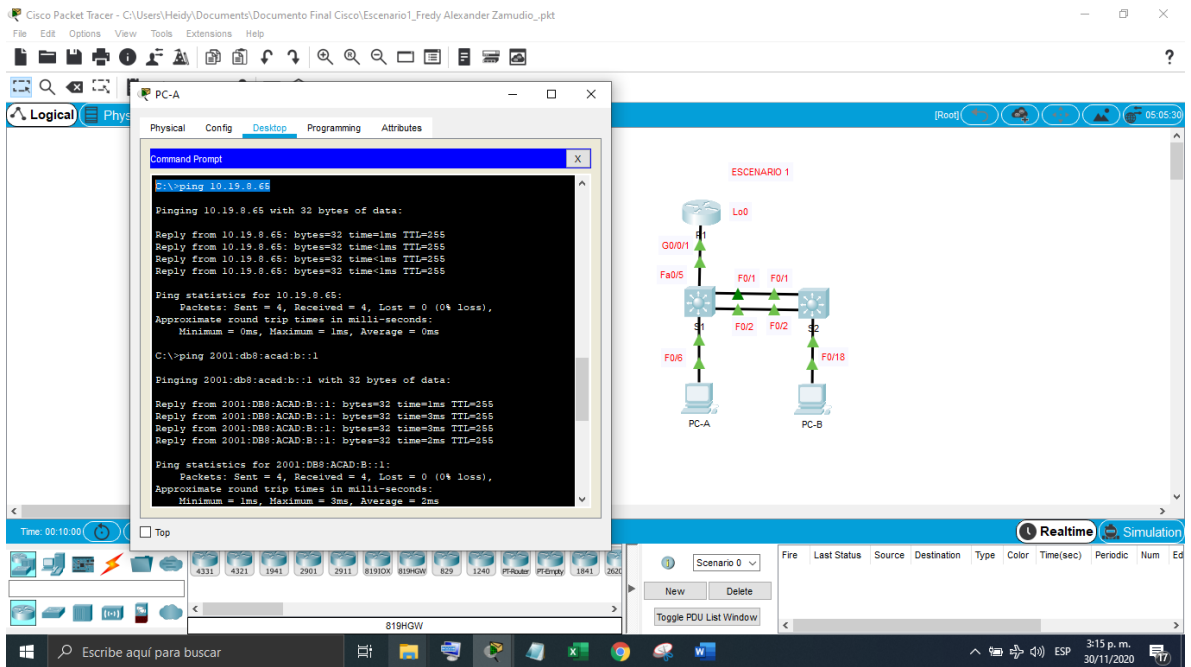 Cisco Packet Tracer - C:\Users\Heidy\Documents\Documento Final Cisco\Escenario1_Fredy Alexander Zamudio_.pkt
File Edit Options View Tools Extensions Help
?
PC-A
Logical
Phys
[Root]
05:05:30
Physical Config Desktop Programming Attributes
Command Prompt
X
C:\>ping 10.19.8.65
Pinging 10.19.8.65 with 32 bytes of data:
Reply from 10.19.8.65: bytes=32 time=1ms TTL=255
Reply from 10.19.8.65: bytes=32 time<1ms TTL=255
Reply from 10.19.8.65: bytes=32 time<1ms TTL=255
Reply from 10.19.8.65: bytes=32 time<1ms TTL=255
Ping statistics for 10.19.8.65:
Packets: Sent = 4, Received = 4, Lost = 0 (0% loss),
Approximate round trip times in milli-seconds:
Minimum = 0ms, Maximum = 1ms, Average = 0ms
C:\>ping 2001:db8:acad:b::1
Pinging 2001:db8:acad:b::1 with 32 bytes of data:
Reply from 2001:DB8:ACAD:B::1: bytes=32 time=1ms TTL=255
Reply from 2001:DB8:ACAD:B::1: bytes=32 time=3ms TTL=255
Reply from 2001:DB8:ACAD:B::1: bytes=32 time=3ms TTL=255
Reply from 2001:DB8:ACAD:B::1: bytes=32 time=2ms TTL=255
Ping statistics for 2001:DB8:ACAD:B::1:
Packets: Sent = 4, Received = 4, Lost = 0 (0% loss),
Approximate round trip times in milli-seconds:
Minimum = 1ms, Maximum = 3ms, Average = 2ms
Top
ESCENARIO 1
Lo0
R1
G0/0/1
Fa0/5
F0/1 F0/1
S1
F0/2 F0/2
S2
F0/6
F0/18
PC-A
PC-B
Time: 00:10:00
Realtime
Simulation
4331 4321 1941 2901 2911 819IOX 819HGW 829 1240 PT-Router PT-Empty 1841 2620
819HGW
Scenario 0
New Delete
Toggle PDU List Window
Fire Last Status Source Destination Type Color Time(sec) Periodic Num Ed
Escribe aquí para buscar
ESP
3:15 p. m.
30/11/2020
17